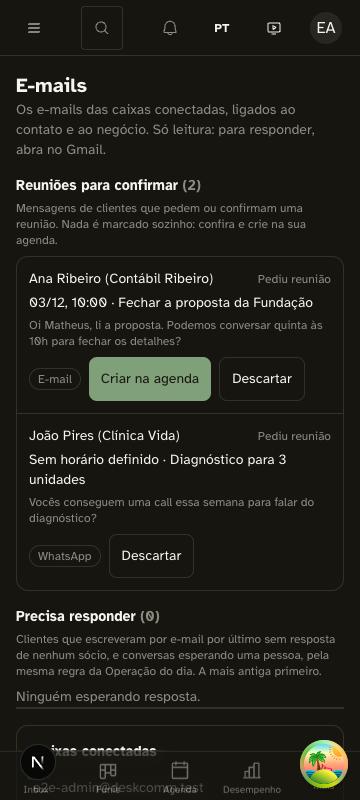 PT
EA
E-mails
Os e-mails das caixas conectadas, ligados ao
contato e ao negócio. Só leitura: para responder,
abra no Gmail.
Reuniões para confirmar (2)
Mensagens de clientes que pedem ou confirmam uma
reunião. Nada é marcado sozinho: confira e crie na sua
agenda.
Ana Ribeiro (Contábil Ribeiro)
Pediu reunião
03/12, 10:00 · Fechar a proposta da Fundação
Oi Matheus, li a proposta. Podemos conversar quinta às
10h para fechar os detalhes?
E-mail
Criar na agenda
Descartar
João Pires (Clínica Vida)
Pediu reunião
Sem horário definido · Diagnóstico para 3
unidades
Vocês conseguem uma call essa semana para falar do
diagnóstico?
WhatsApp
Descartar
Precisa responder (0)
Clientes que escreveram por e-mail por último sem resposta
de nenhum sócio, e conversas esperando uma pessoa, pela
mesma regra da Operação do dia. A mais antiga primeiro.
Ninguém esperando resposta.
conectadas
N
Agenda
Desempenho